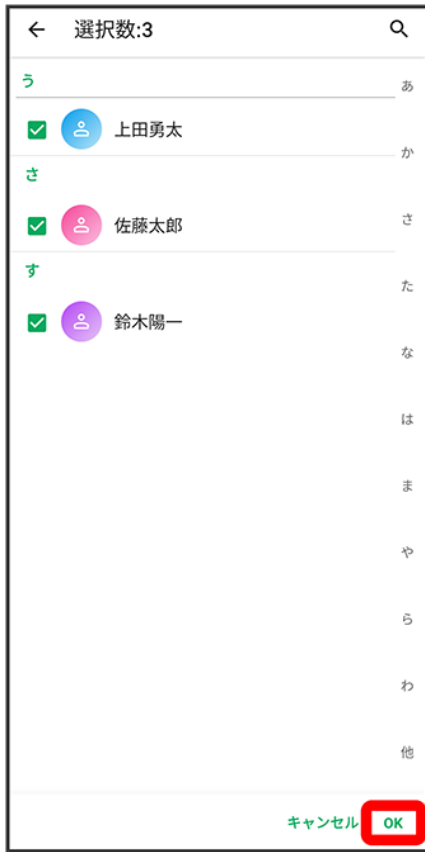 選択数:3
う
上田勇太
さ
佐藤太郎
す
鈴木陽一
あ
か
さ
た
な
は
ま
や
ら
わ
他
キャンセル OK